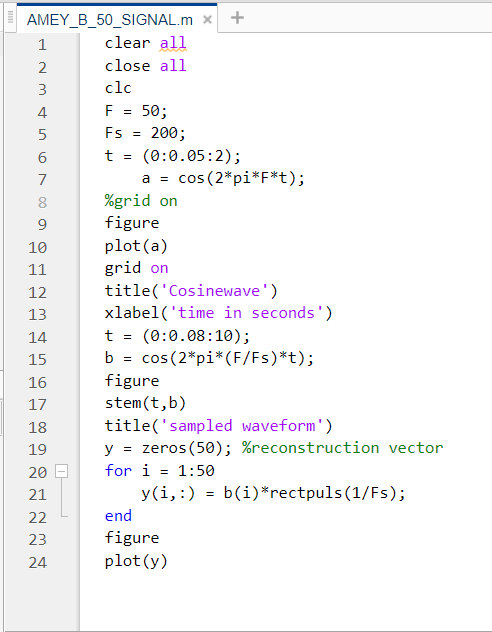 AMEY_B_50_SIGNAL.m × +
1 clear all
2 close all
3 clc
4 F = 50;
5 Fs = 200;
6 t = (0:0.05:2);
7 a = cos(2*pi*F*t);
8 %grid on
9 figure
10 plot(a)
11 grid on
12 title('Cosinewave')
13 xlabel('time in seconds')
14 t = (0:0.08:10);
15 b = cos(2*pi*(F/Fs)*t);
16 figure
17 stem(t,b)
18 title('sampled waveform')
19 y = zeros(50); %reconstruction vector
20 for i = 1:50
21 y(i,:) = b(i)*rectpuls(1/Fs);
22 end
23 figure
24 plot(y)